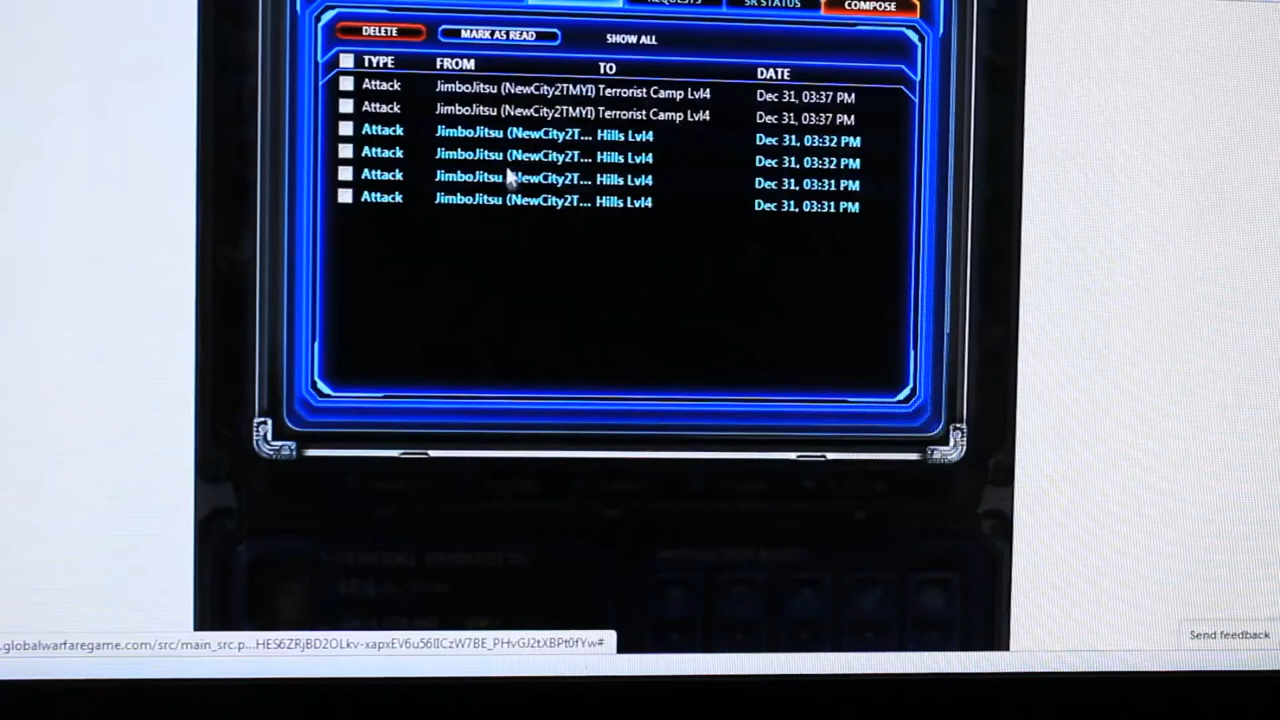 REQUESTS SR STATUS COMPOSE
DELETE MARK AS READ SHOW ALL
TYPE FROM TO DATE
Attack JimboJitsu (NewCity2TMYI) Terrorist Camp Lvl4 Dec 31, 03:37 PM
Attack JimboJitsu (NewCity2TMYI) Terrorist Camp Lvl4 Dec 31, 03:37 PM
Attack JimboJitsu (NewCity2T... Hills Lvl4 Dec 31, 03:32 PM
Attack JimboJitsu (NewCity2T... Hills Lvl4 Dec 31, 03:32 PM
Attack JimboJitsu (NewCity2T... Hills Lvl4 Dec 31, 03:31 PM
Attack JimboJitsu (NewCity2T... Hills Lvl4 Dec 31, 03:31 PM
Send feedback